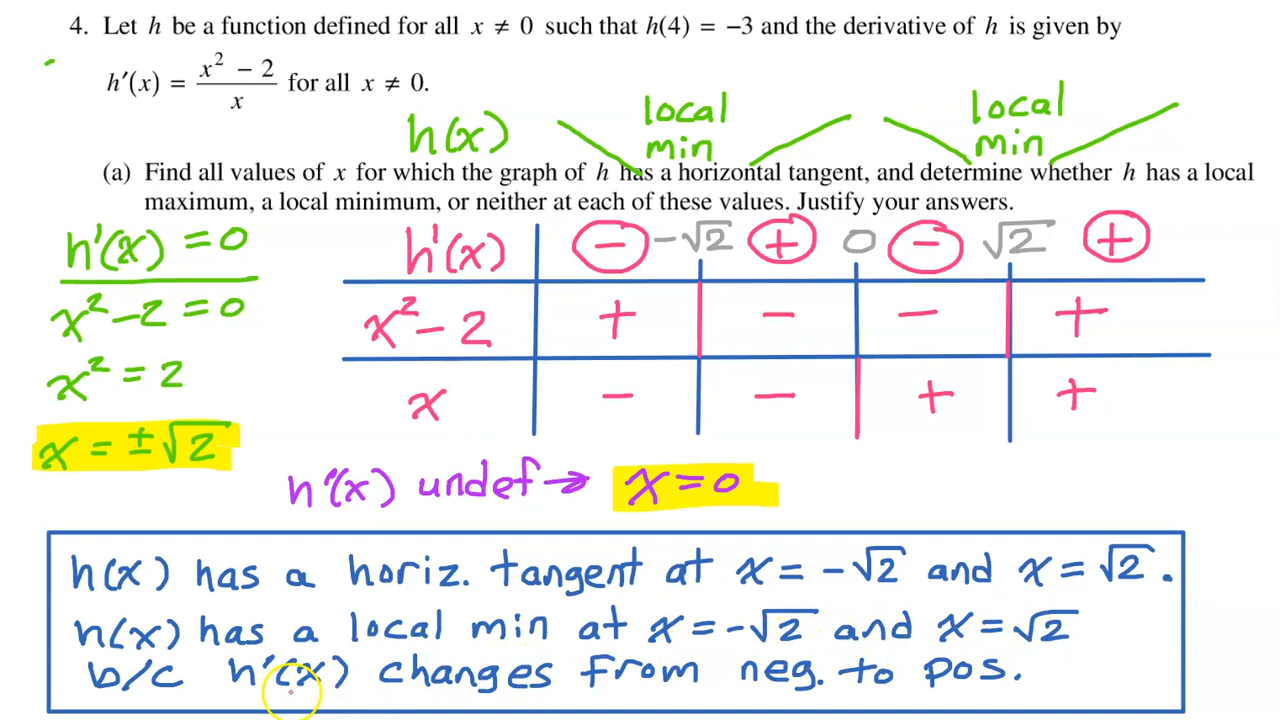 4. Let h be a function defined for all x ≠ 0 such that h(4) = −3 and the derivative of h is given by
h′(x) = (x² − 2)/x for all x ≠ 0.
h(x) local min local min
(a) Find all values of x for which the graph of h has a horizontal tangent, and determine whether h has a local
maximum, a local minimum, or neither at each of these values. Justify your answers.
h'(x) = 0
x² − 2 = 0
x² = 2
x = ±√2
h'(x) − −√2 + 0 − √2 +
x² − 2 + − − +
x − − + +
h'(x) undef → x = 0
h(x) has a horiz. tangent at x = −√2 and x = √2.
h(x) has a local min at x = −√2 and x = √2
b/c h'(x) changes from neg. to pos.